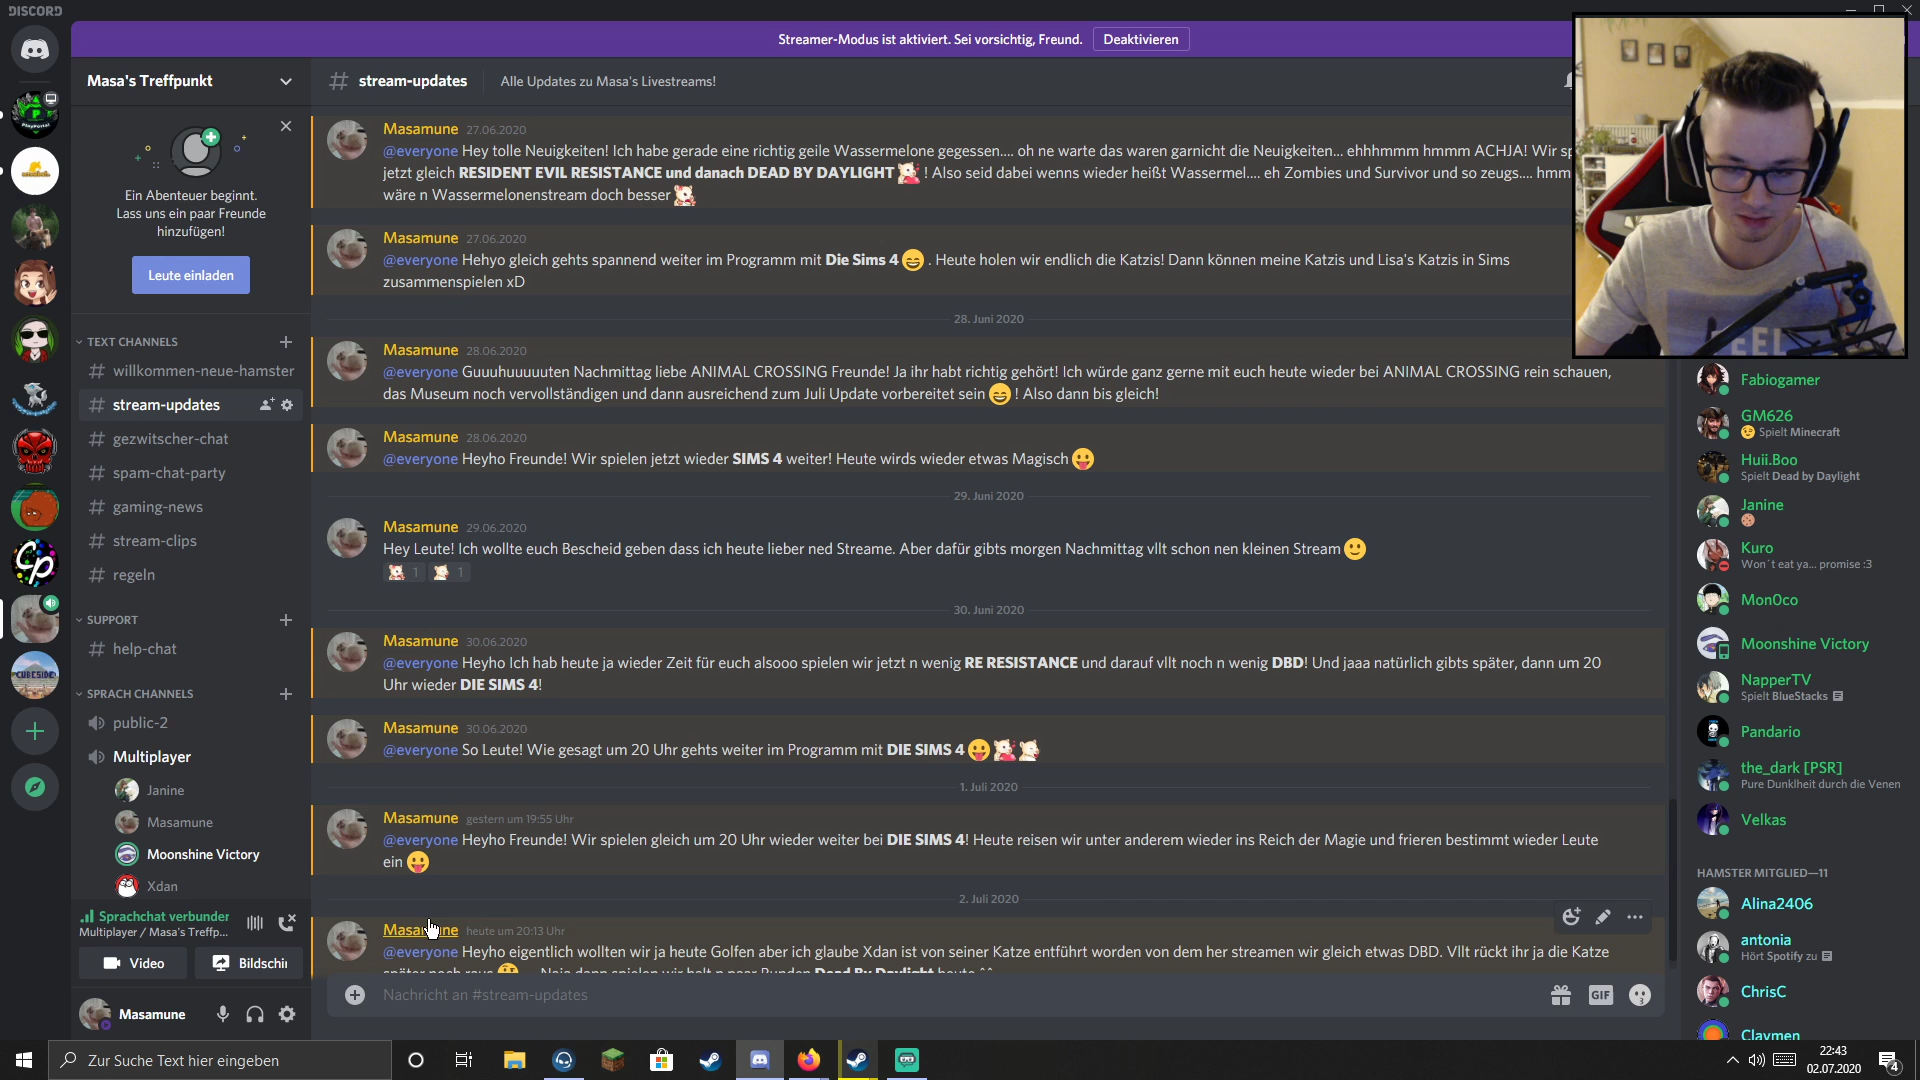 DISCORD
Streamer-Modus ist aktiviert. Sei vorsichtig, Freund.
Deaktivieren
Masa's Treffpunkt
Ein Abenteuer beginnt.
Lass uns ein paar Freunde
hinzufügen!
Leute einladen
TEXT CHANNELS
willkommen-neue-hamster
stream-updates
gezwitscher-chat
spam-chat-party
gaming-news
stream-clips
regeln
SUPPORT
help-chat
SPRACH CHANNELS
public-2
Multiplayer
Janine
Masamune
Moonshine Victory
Xdan
Sprachchat verbunden
Multiplayer / Masa's Treffp...
Video
Bildschi
Masamune
# stream-updates
Alle Updates zu Masa's Livestreams!
Masamune 27.06.2020
@everyone Hey tolle Neuigkeiten! Ich habe gerade eine richtig geile Wassermelone gegessen.... oh ne warte das waren garnicht die Neuigkeiten... ehhhmmm hmmm ACHJA! Wir sp
jetzt gleich RESIDENT EVIL RESISTANCE und danach DEAD BY DAYLIGHT ! Also seid dabei wenns wieder heißt Wassermel.... eh Zombies und Survivor und so zeugs.... hmm
wäre n Wassermelonenstream doch besser
Masamune 27.06.2020
@everyone Hehyo gleich gehts spannend weiter im Programm mit Die Sims 4 😄 . Heute holen wir endlich die Katzis! Dann können meine Katzis und Lisa's Katzis in Sims
zusammenspielen xD
28. Juni 2020
Masamune 28.06.2020
@everyone Guuuhuuuuuten Nachmittag liebe ANIMAL CROSSING Freunde! Ja ihr habt richtig gehört! Ich würde ganz gerne mit euch heute wieder bei ANIMAL CROSSING rein schauen,
das Museum noch vervollständigen und dann ausreichend zum Juli Update vorbereitet sein 😄 ! Also dann bis gleich!
Masamune 28.06.2020
@everyone Heyho Freunde! Wir spielen jetzt wieder SIMS 4 weiter! Heute wirds wieder etwas Magisch 😛
29. Juni 2020
Masamune 29.06.2020
Hey Leute! Ich wollte euch Bescheid geben dass ich heute lieber ned Streame. Aber dafür gibts morgen Nachmittag vllt schon nen kleinen Stream 🙂
1 1
30. Juni 2020
Masamune 30.06.2020
@everyone Heyho Ich hab heute ja wieder Zeit für euch alsooo spielen wir jetzt n wenig RE RESISTANCE und darauf vllt noch n wenig DBD! Und jaaa natürlich gibts später, dann um 20
Uhr wieder DIE SIMS 4!
Masamune 30.06.2020
@everyone So Leute! Wie gesagt um 20 Uhr gehts weiter im Programm mit DIE SIMS 4 😛
1. Juli 2020
Masamune gestern um 19:55 Uhr
@everyone Heyho Freunde! Wir spielen gleich um 20 Uhr wieder weiter bei DIE SIMS 4! Heute reisen wir unter anderem wieder ins Reich der Magie und frieren bestimmt wieder Leute
ein 😛
2. Juli 2020
Masamune heute um 20:13 Uhr
@everyone Heyho eigentlich wollten wir ja heute Golfen aber ich glaube Xdan ist von seiner Katze entführt worden von dem her streamen wir gleich etwas DBD. Vllt rückt ihr ja die Katze
Nachricht an #stream-updates
GIF
Fabiogamer
GM626
😉 Spielt Minecraft
Huii.Boo
Spielt Dead by Daylight
Janine
Kuro
Won´t eat ya... promise :3
Mon0co
Moonshine Victory
NapperTV
Spielt BlueStacks
Pandario
the_dark [PSR]
Pure Dunklheit durch die Venen
Velkas
HAMSTER MITGLIED—11
Alina2406
antonia
Hört Spotify zu
ChrisC
Claymen
Zur Suche Text hier eingeben
22:43
02.07.2020
4
CUBESIDE
Cp